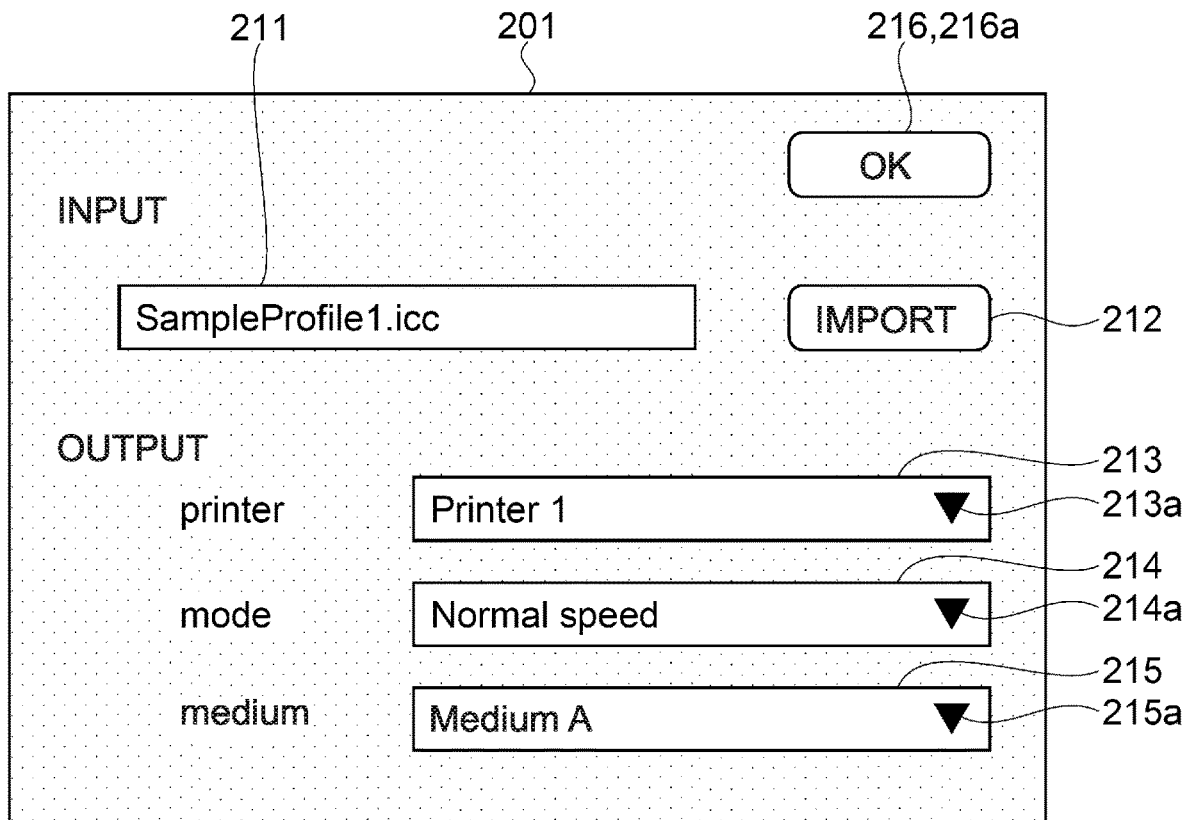 211 201 216,216a
OK
INPUT
SampleProfile1.icc IMPORT 212
OUTPUT
213
printer Printer 1 213a
214
mode Normal speed 214a
215
medium Medium A 215a